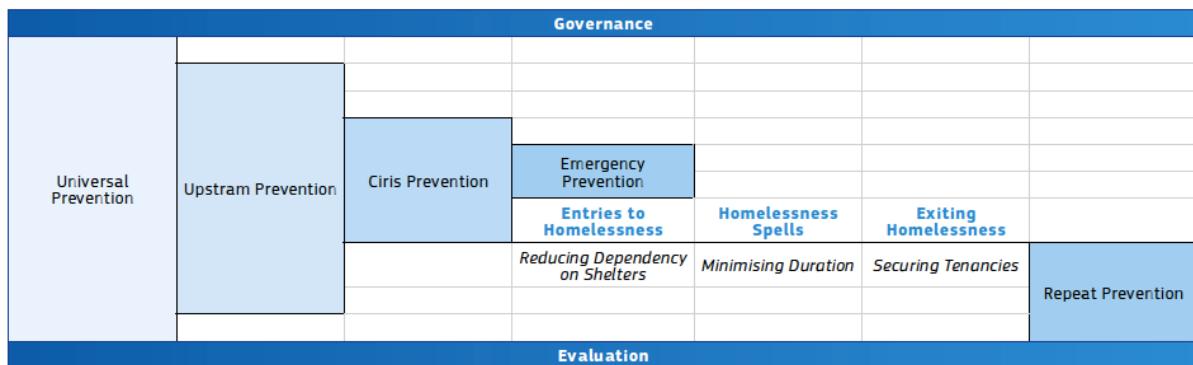 Governance
Universal
Prevention
Upstram Prevention
Ciris Prevention
Emergency
Prevention
Entries to
Homelessness
Homelessness
Spells
Exiting
Homelessness
Reducing Dependency
on Shelters
Minimising Duration
Securing Tenancies
Repeat Prevention
Evaluation